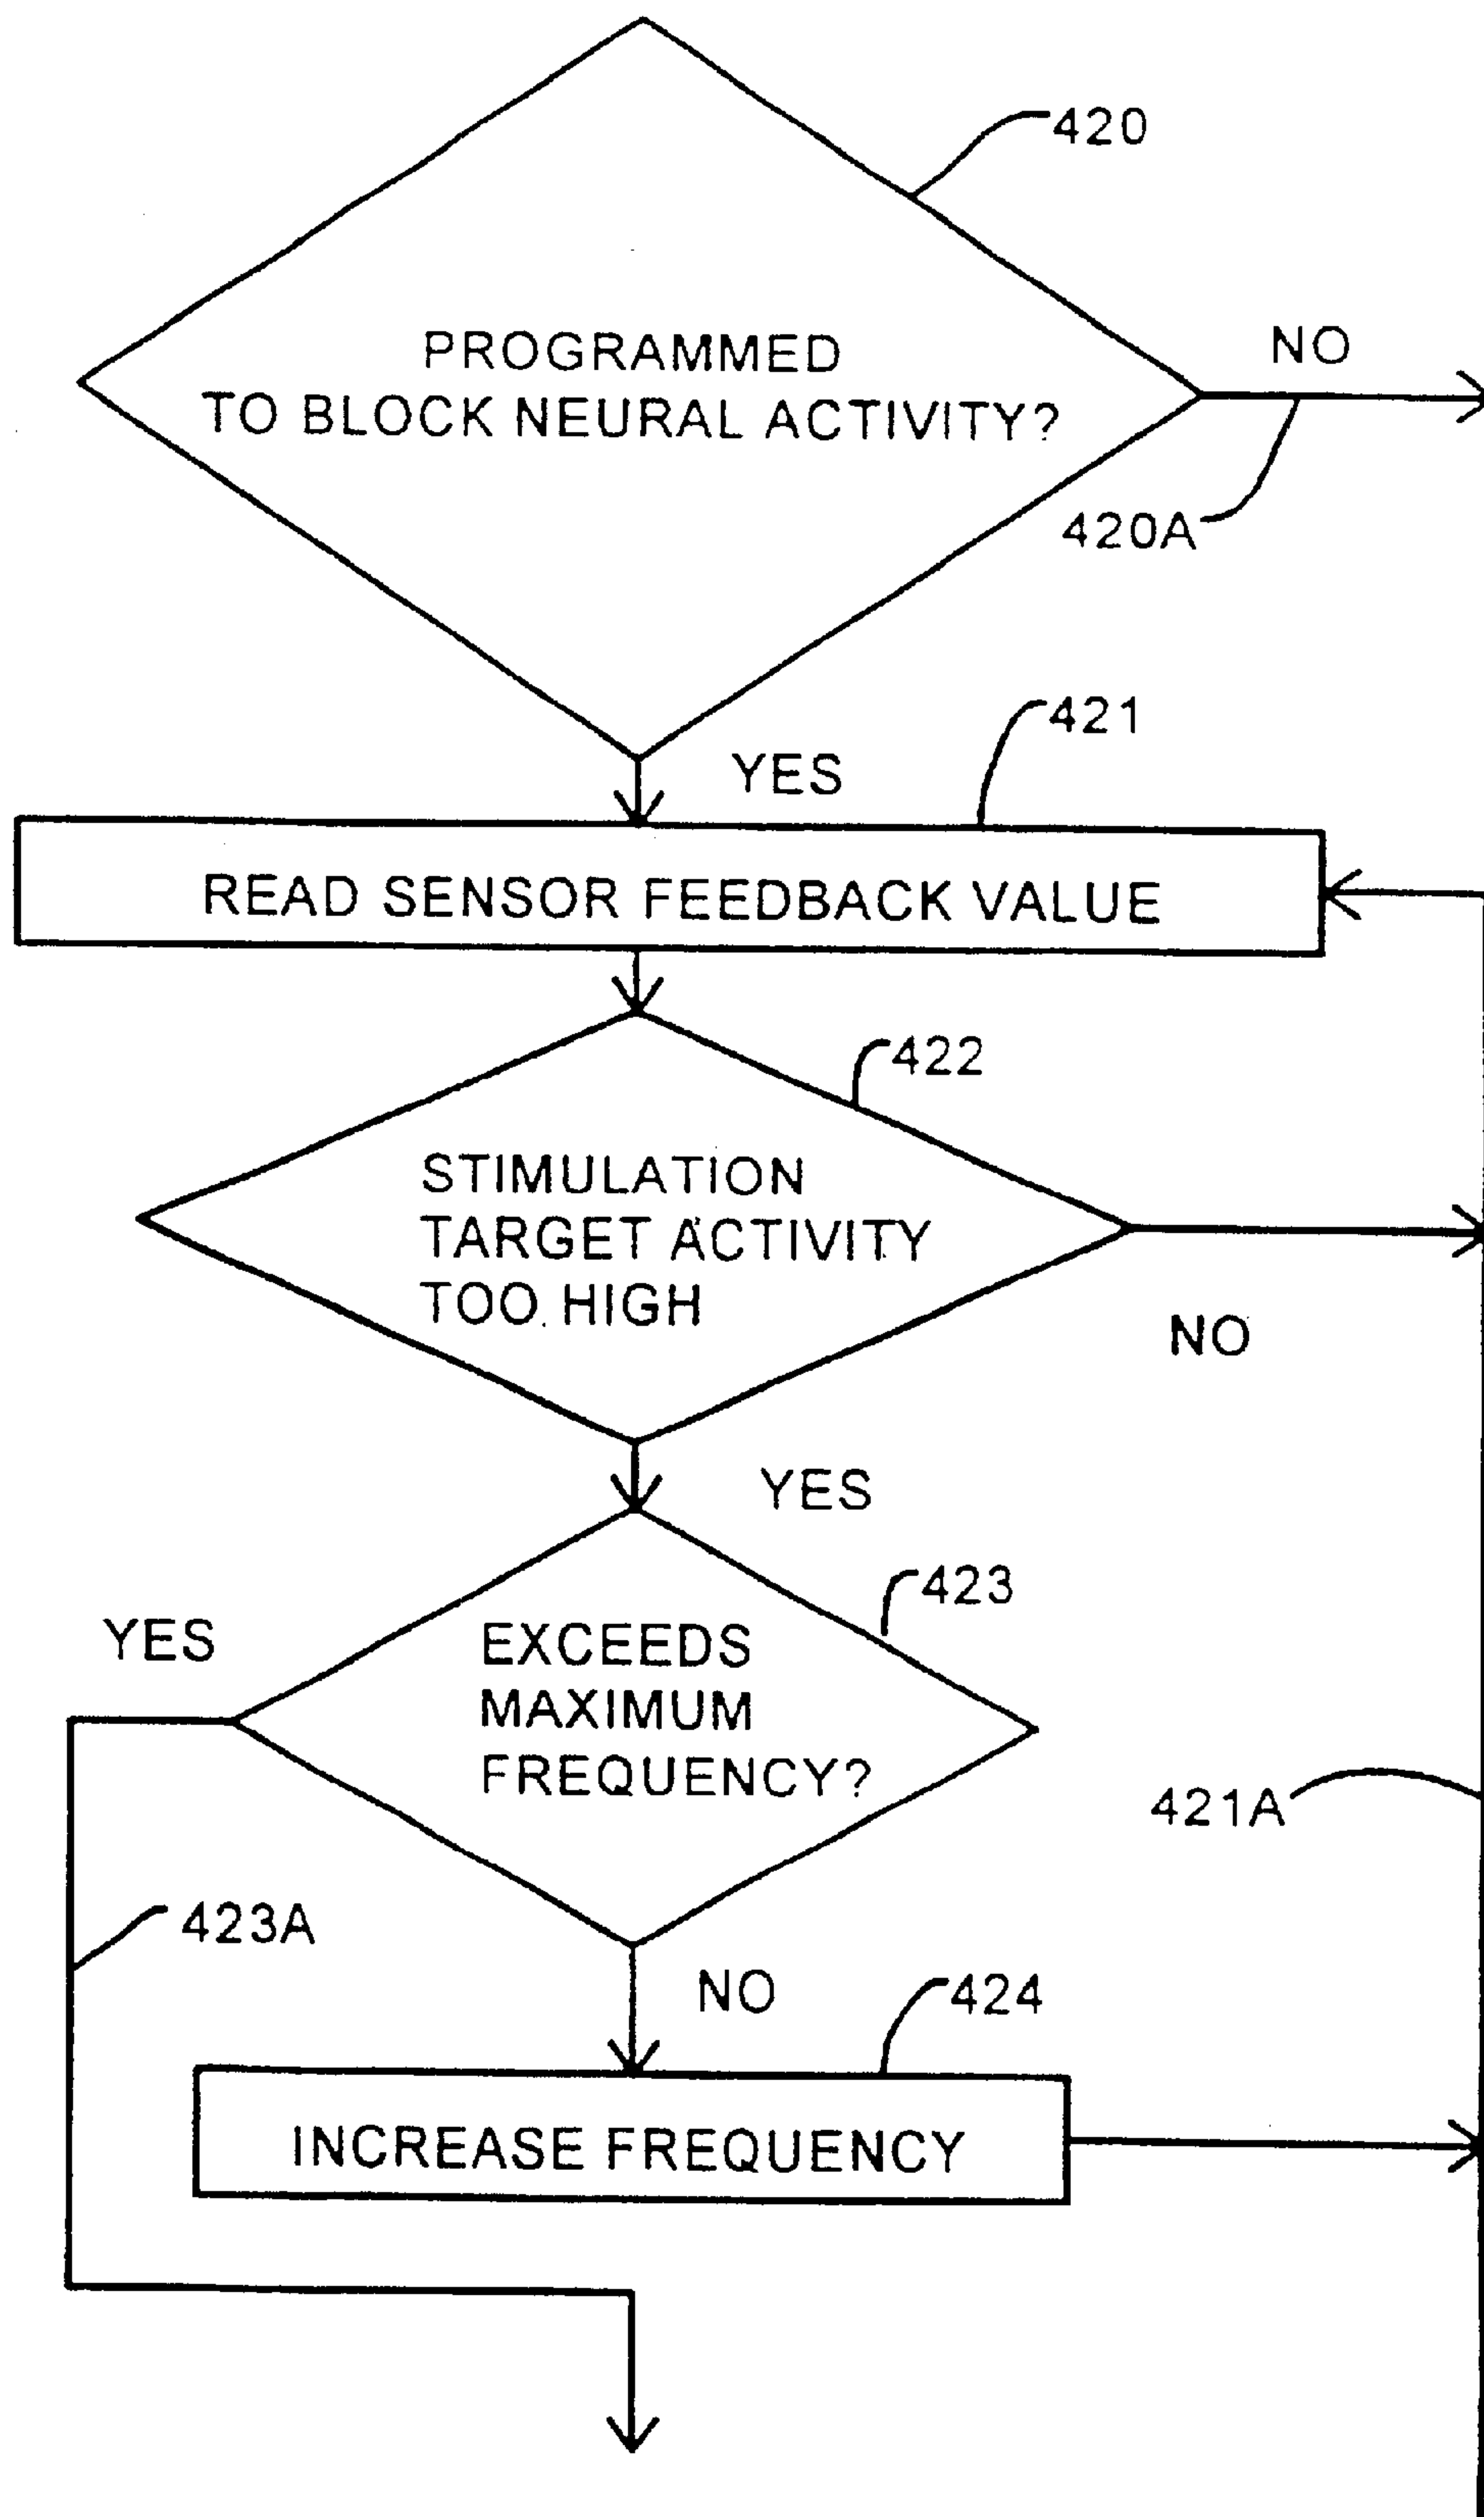 420
PROGRAMMED
TO BLOCK NEURAL ACTIVITY?
NO
420A
421
YES
READ SENSOR FEEDBACK VALUE
422
STIMULATION
TARGET ACTIVITY
TOO HIGH
NO
YES
423
YES
EXCEEDS
MAXIMUM
FREQUENCY?
421A
423A
NO
424
INCREASE FREQUENCY